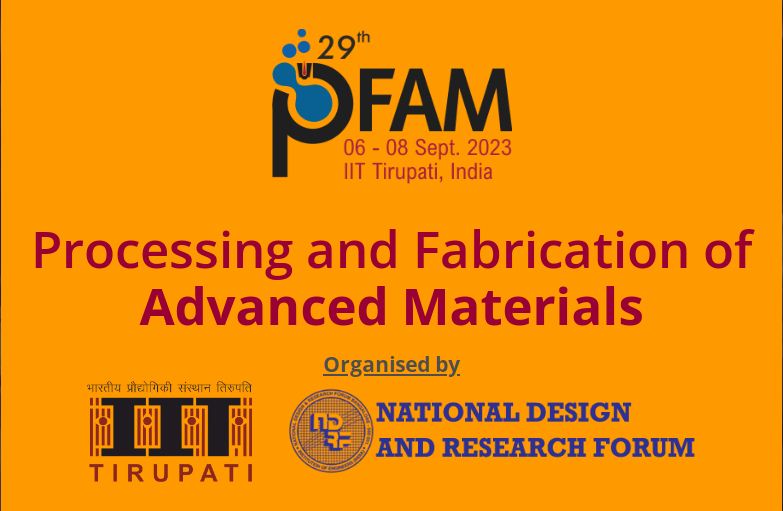 29th
PFAM
06 - 08 Sept. 2023
IIT Tirupati, India
Processing and Fabrication of
Advanced Materials
Organised by
भारतीय प्रौद्योगिकी संस्थान तिरुपति
IIT
TIRUPATI
NDRF
NATIONAL DESIGN
AND RESEARCH FORUM